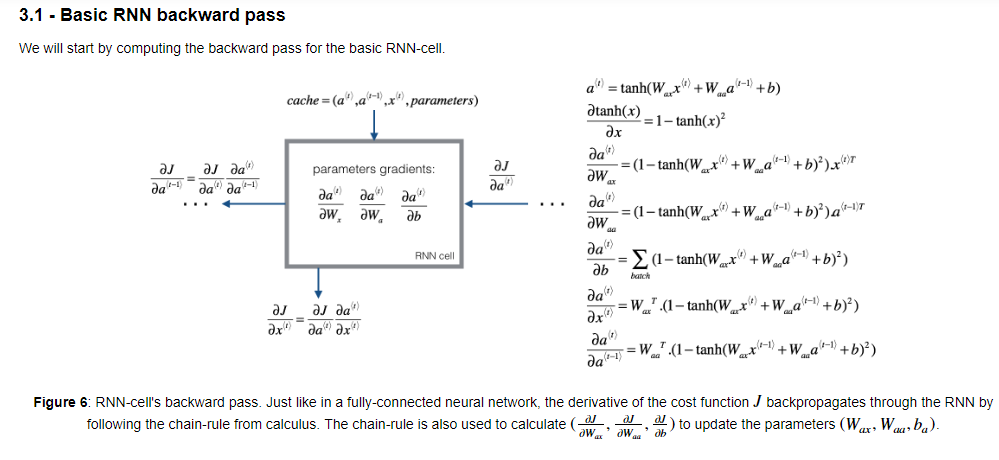 3.1 - Basic RNN backward pass
We will start by computing the backward pass for the basic RNN-cell.
cache = (a⟨t⟩, a⟨t−1⟩, x⟨t⟩, parameters)
∂J/∂a⟨t−1⟩ = ∂J/∂a⟨t⟩ ∂a⟨t⟩/∂a⟨t−1⟩
. . .
parameters gradients:
∂a⟨t⟩/∂W_x ∂a⟨t⟩/∂W_a ∂a⟨t⟩/∂b
RNN cell
∂J/∂a⟨t⟩
. . .
∂J/∂x⟨t⟩ = ∂J/∂a⟨t⟩ ∂a⟨t⟩/∂x⟨t⟩
a⟨t⟩ = tanh(W_ax x⟨t⟩ + W_aa a⟨t−1⟩ + b)
∂tanh(x)/∂x = 1 − tanh(x)²
∂a⟨t⟩/∂W_ax = (1 − tanh(W_ax x⟨t⟩ + W_aa a⟨t−1⟩ + b)²).x⟨t⟩T
∂a⟨t⟩/∂W_aa = (1 − tanh(W_ax x⟨t⟩ + W_aa a⟨t−1⟩ + b)²)a⟨t−1⟩T
∂a⟨t⟩/∂b = ∑_batch (1 − tanh(W_ax x⟨t⟩ + W_aa a⟨t−1⟩ + b)²)
∂a⟨t⟩/∂x⟨t⟩ = W_ax^T.(1 − tanh(W_ax x⟨t⟩ + W_aa a⟨t−1⟩ + b)²)
∂a⟨t⟩/∂a⟨t−1⟩ = W_aa^T.(1 − tanh(W_ax x⟨t−1⟩ + W_aa a⟨t−1⟩ + b)²)
Figure 6: RNN-cell's backward pass. Just like in a fully-connected neural network, the derivative of the cost function J backpropagates through the RNN by
following the chain-rule from calculus. The chain-rule is also used to calculate (∂J/∂W_ax, ∂J/∂W_aa, ∂J/∂b) to update the parameters (W_ax, W_aa, b_a).